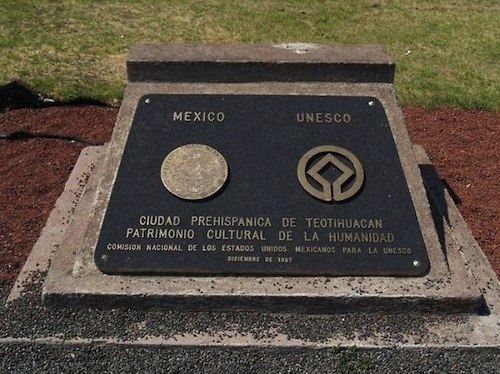 MEXICO UNESCO
CIUDAD PREHISPANICA DE TEOTIHUACAN
PATRIMONIO CULTURAL DE LA HUMANIDAD
COMISION NACIONAL DE LOS ESTADOS UNIDOS MEXICANOS PARA LA UNESCO
DICIEMBRE DE 1987